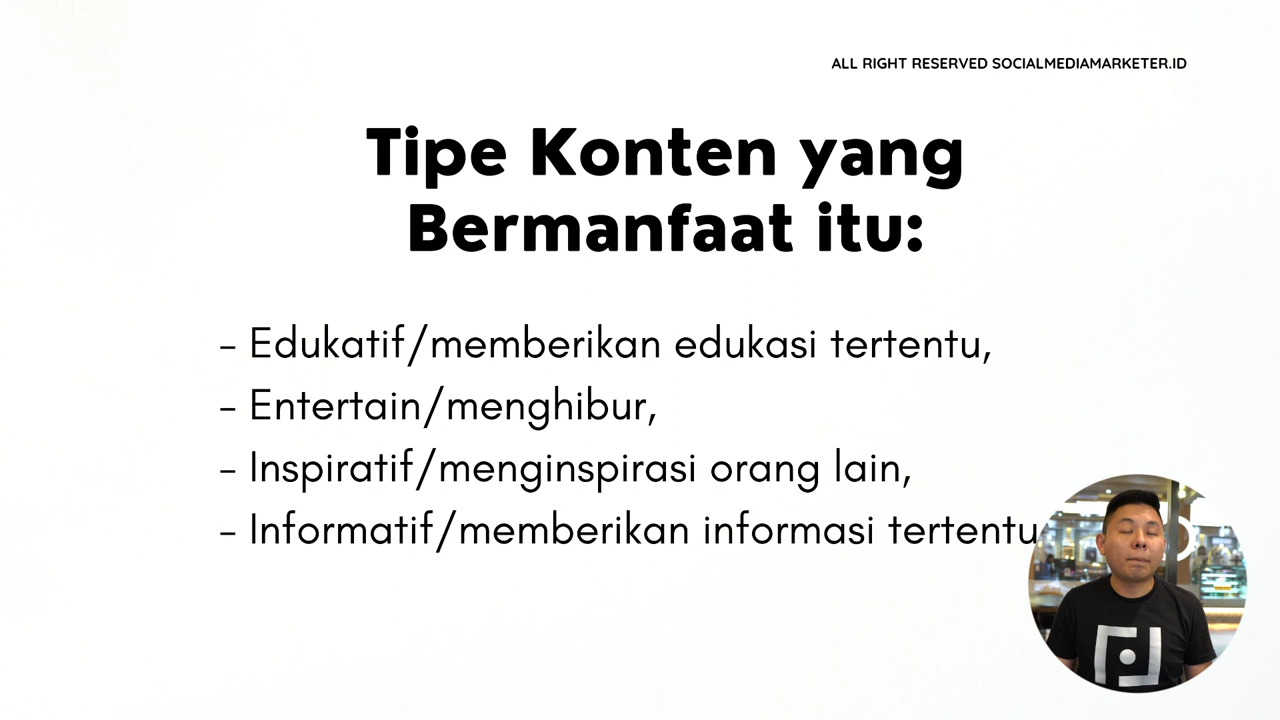 ALL RIGHT RESERVED SOCIALMEDIAMARKETER.ID
Tipe Konten yang
Bermanfaat itu:
- Edukatif/memberikan edukasi tertentu,
- Entertain/menghibur,
- Inspiratif/menginspirasi orang lain,
- Informatif/memberikan informasi tertentu